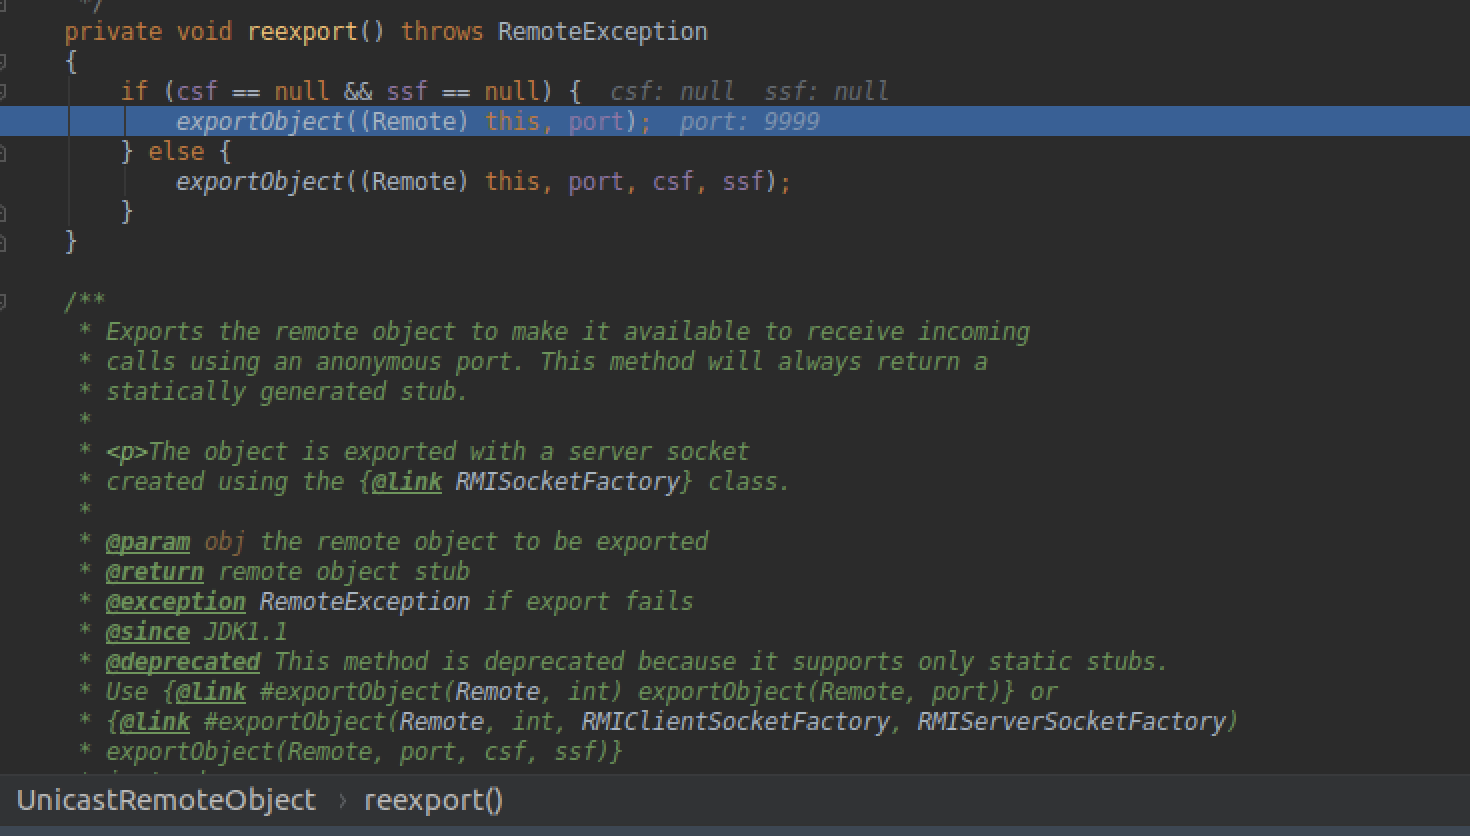 */
private void reexport() throws RemoteException
{
if (csf == null && ssf == null) { csf: null ssf: null
exportObject((Remote) this, port); port: 9999
} else {
exportObject((Remote) this, port, csf, ssf);
}
}
/**
* Exports the remote object to make it available to receive incoming
* calls using an anonymous port. This method will always return a
* statically generated stub.
*
* <p>The object is exported with a server socket
* created using the {@link RMISocketFactory} class.
*
* @param obj the remote object to be exported
* @return remote object stub
* @exception RemoteException if export fails
* @since JDK1.1
* @deprecated This method is deprecated because it supports only static stubs.
* Use {@link #exportObject(Remote, int) exportObject(Remote, port)} or
* {@link #exportObject(Remote, int, RMIClientSocketFactory, RMIServerSocketFactory)
* exportObject(Remote, port, csf, ssf)}
UnicastRemoteObject › reexport()